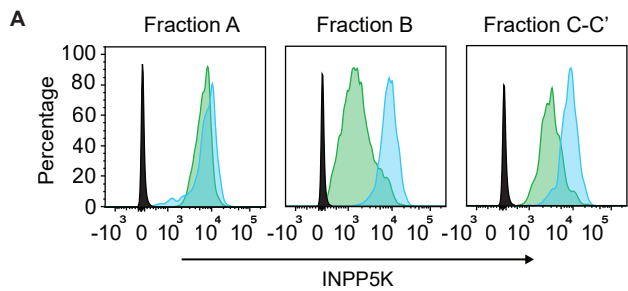 A
Fraction A Fraction B Fraction C-C'
Percentage
100
80
60
40
20
0
-10³ 0 10³ 10⁴ 10⁵ -10³ 0 10³ 10⁴ 10⁵ -10³ 0 10³ 10⁴ 10⁵
INPP5K